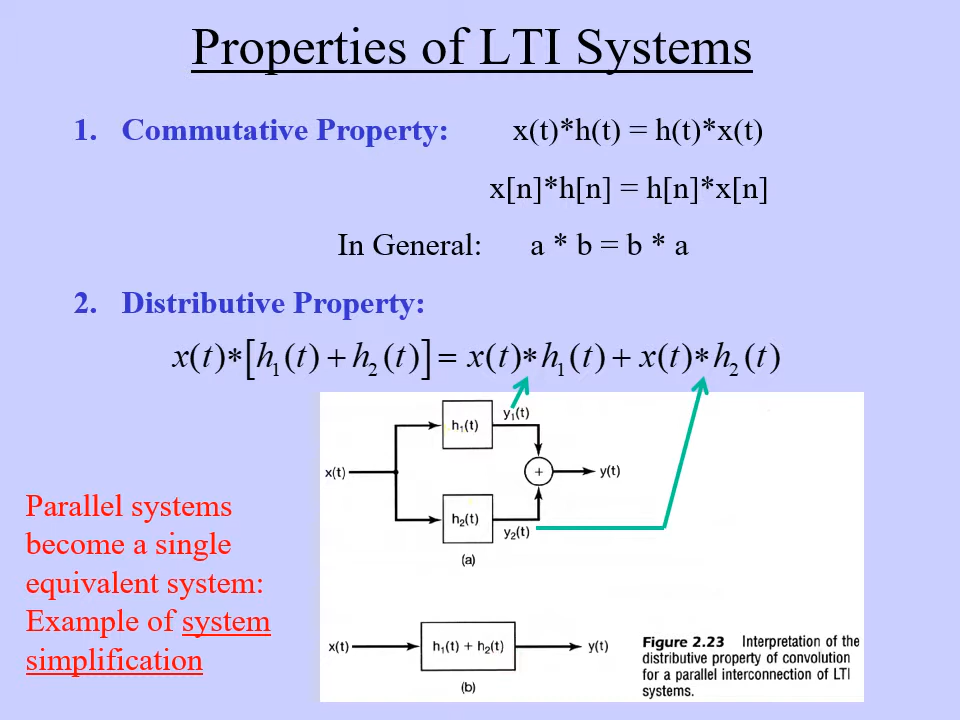 Properties of LTI Systems
1. Commutative Property: x(t)*h(t) = h(t)*x(t)
x[n]*h[n] = h[n]*x[n]
In General: a * b = b * a
2. Distributive Property:
x(t)*[h₁(t) + h₂(t)] = x(t)*h₁(t) + x(t)*h₂(t)
y₁(t)
h₁(t)
x(t)
+
y(t)
h₂(t)
y₂(t)
(a)
Parallel systems
become a single
equivalent system:
Example of system
simplification
x(t)
h₁(t) + h₂(t)
y(t)
(b)
Figure 2.23 Interpretation of the
distributive property of convolution
for a parallel interconnection of LTI
systems.